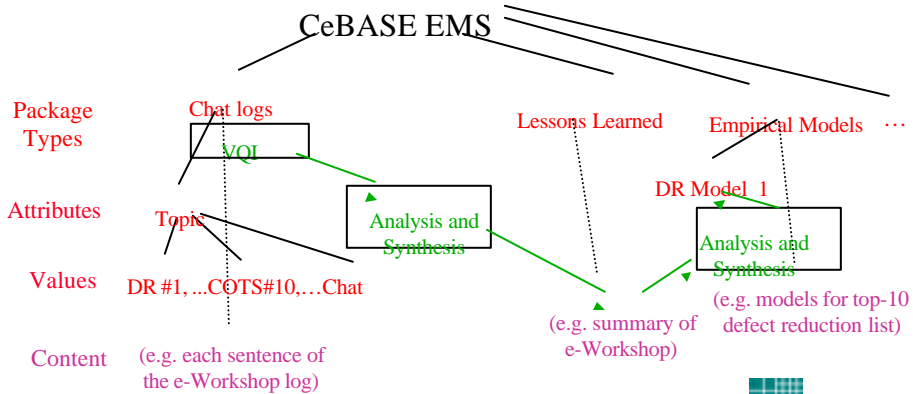 CeBASE EMS
Package
Types
Chat logs
Lessons Learned
Empirical Models
…
VQI
Attributes
Topic
Analysis and
Synthesis
DR Model 1
Analysis and
Synthesis
Values
DR #1, ...COTS#10,…Chat
Content
(e.g. each sentence of
the e-Workshop log)
(e.g. summary of
e-Workshop)
(e.g. models for top-10
defect reduction list)